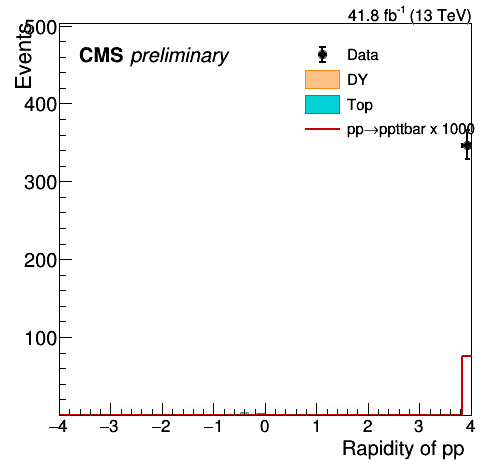 41.8 fb⁻¹ (13 TeV)
Events
500
CMS preliminary
Data
DY
Top
pp→ppttbar x 1000
400
300
200
100
−4 −3 −2 −1 0 1 2 3 4
Rapidity of pp